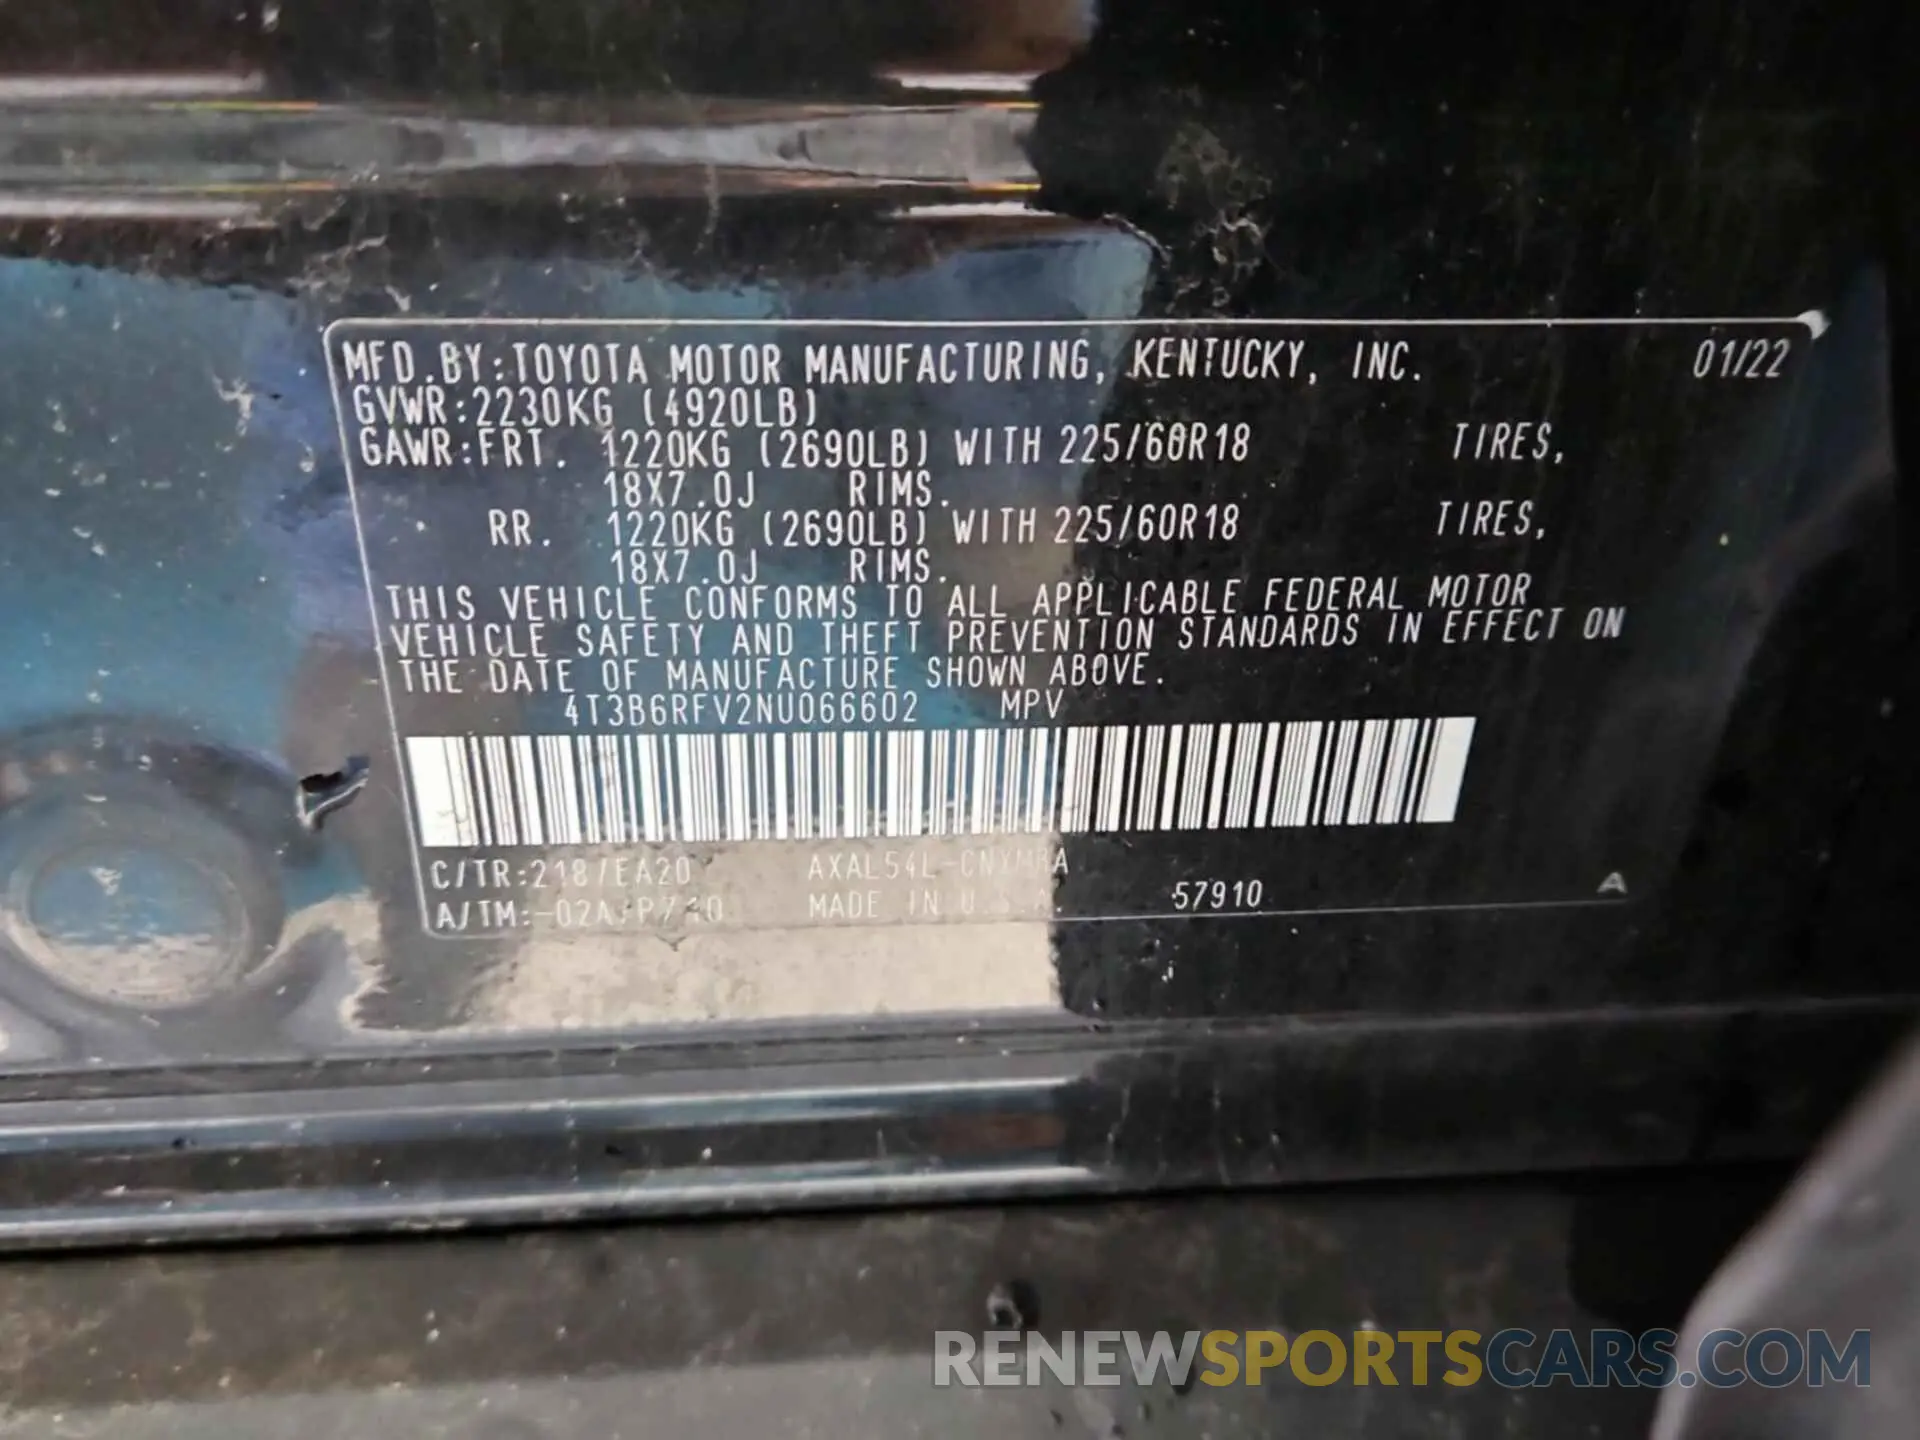 MFD.BY:TOYOTA MOTOR MANUFACTURING, KENTUCKY, INC. 01/22
GVWR:2230KG (4920LB)
GAWR:FRT. 1220KG (2690LB) WITH 225/60R18 TIRES,
18X7.0J RIMS.
RR. 1220KG (2690LB) WITH 225/60R18 TIRES,
18X7.0J RIMS.
THIS VEHICLE CONFORMS TO ALL APPLICABLE FEDERAL MOTOR
VEHICLE SAFETY AND THEFT PREVENTION STANDARDS IN EFFECT ON
THE DATE OF MANUFACTURE SHOWN ABOVE.
4T3B6RFV2NU066602 MPV
C/TR:218/EA20
A/TM: MADE IN U.S.A. 57910 A
RENEWSPORTSCARS.COM